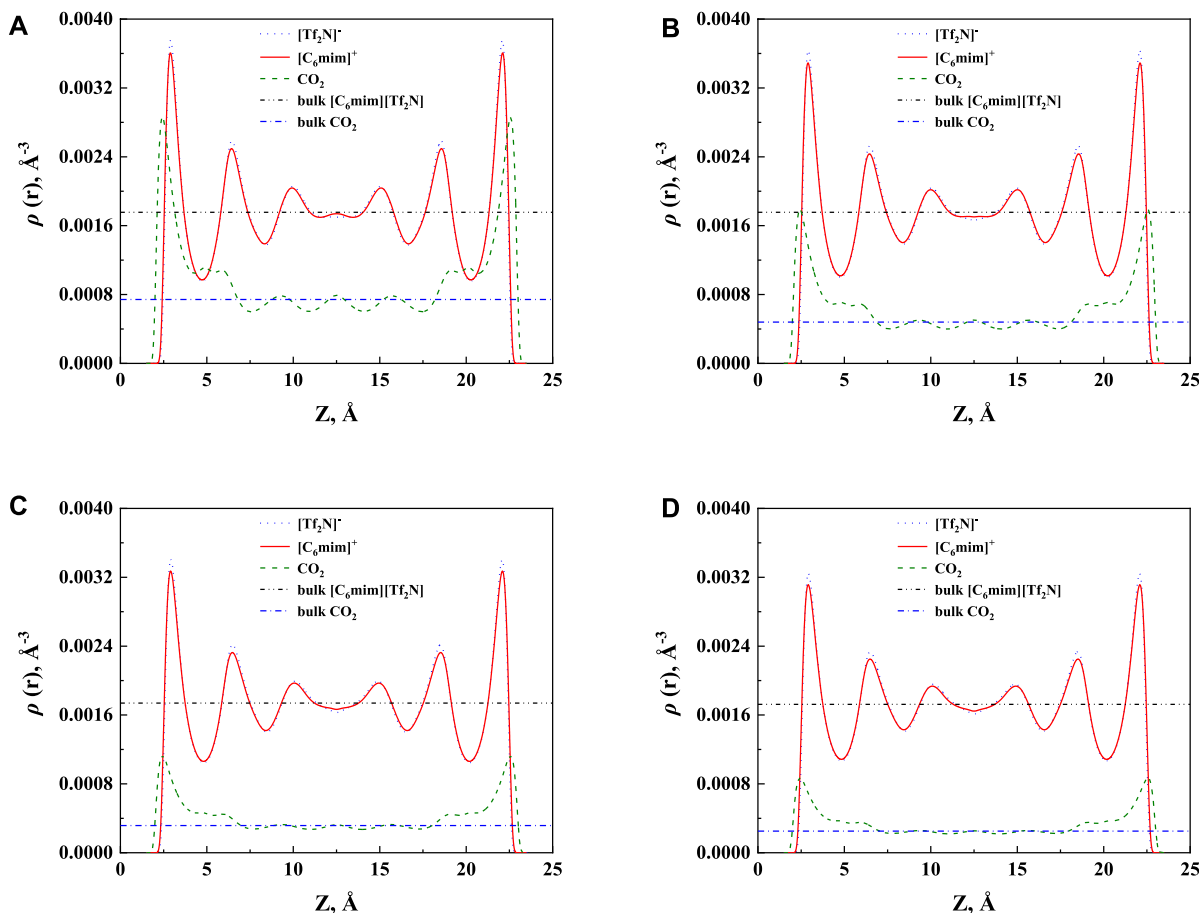 A
0.0040
0.0032
0.0024
0.0016
0.0008
0.0000
ρ (r), Å⁻³
[Tf₂N]⁻
[C₆mim]⁺
CO₂
bulk [C₆mim][Tf₂N]
bulk CO₂
0 5 10 15 20 25
Z, Å
B
0.0040
0.0032
0.0024
0.0016
0.0008
0.0000
ρ (r), Å⁻³
[Tf₂N]⁻
[C₆mim]⁺
CO₂
bulk [C₆mim][Tf₂N]
bulk CO₂
0 5 10 15 20 25
Z, Å
C
0.0040
0.0032
0.0024
0.0016
0.0008
0.0000
ρ (r), Å⁻³
[Tf₂N]⁻
[C₆mim]⁺
CO₂
bulk [C₆mim][Tf₂N]
bulk CO₂
0 5 10 15 20 25
Z, Å
D
0.0040
0.0032
0.0024
0.0016
0.0008
0.0000
ρ (r), Å⁻³
[Tf₂N]⁻
[C₆mim]⁺
CO₂
bulk [C₆mim][Tf₂N]
bulk CO₂
0 5 10 15 20 25
Z, Å